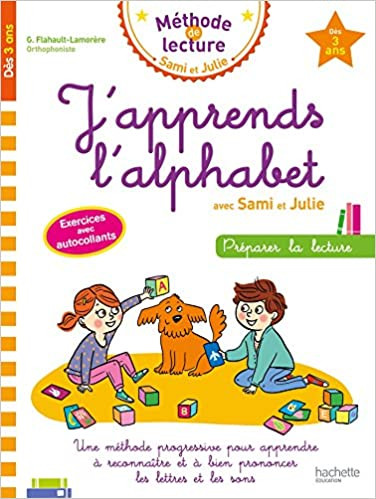 Dès 3 ans
G. Flahault-Lamorère
Orthophoniste
Méthode
de
lecture
Sami et Julie
Dès
3 ans
J'apprends
l'alphabet
avec Sami et Julie
Exercices avec
autocollants
Préparer la lecture
A
Une méthode progressive pour apprendre
à reconnaître et à bien prononcer
les lettres et les sons
hachette
ÉDUCATION